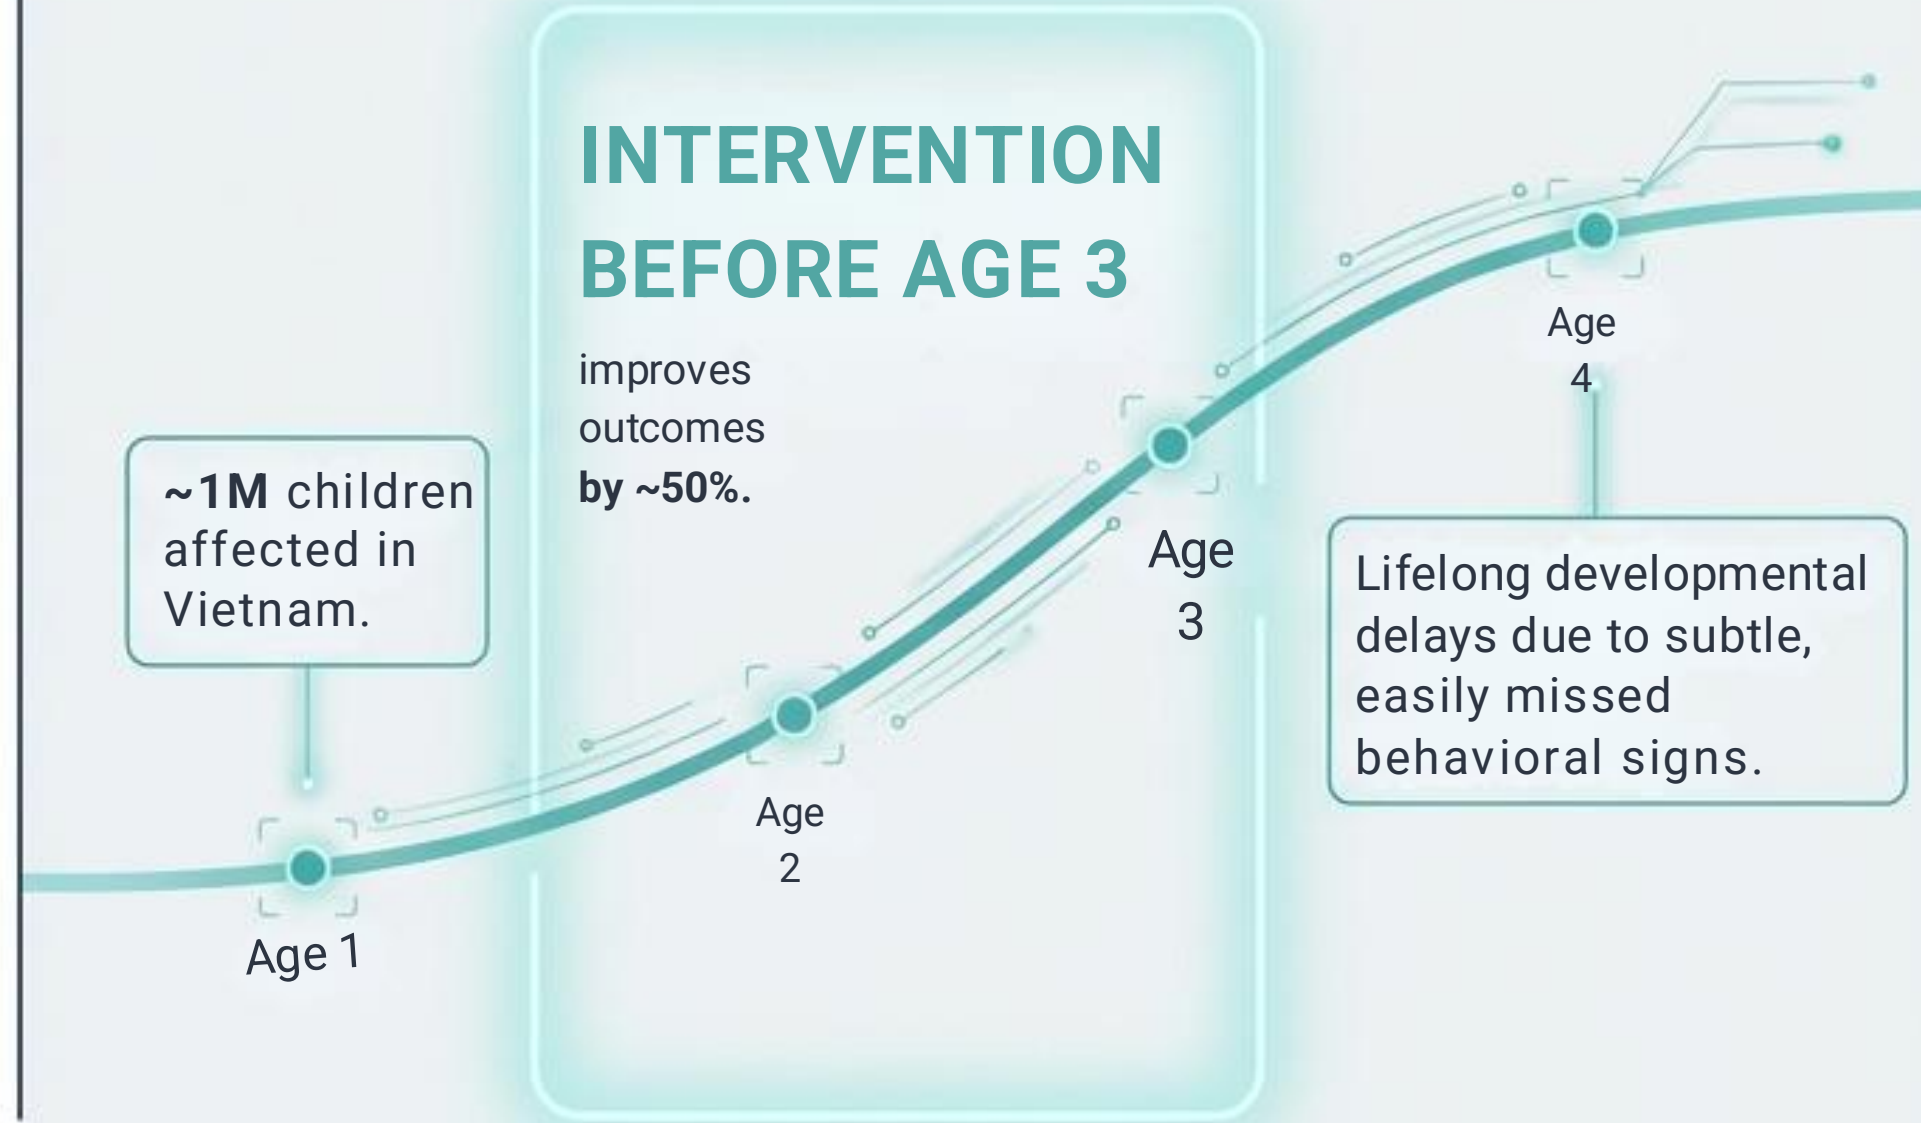 INTERVENTION
BEFORE AGE 3
improves
outcomes
by ~50%.
~1M children
affected in
Vietnam.
Age 1
Age
2
Age
3
Age
4
Lifelong developmental
delays due to subtle,
easily missed
behavioral signs.